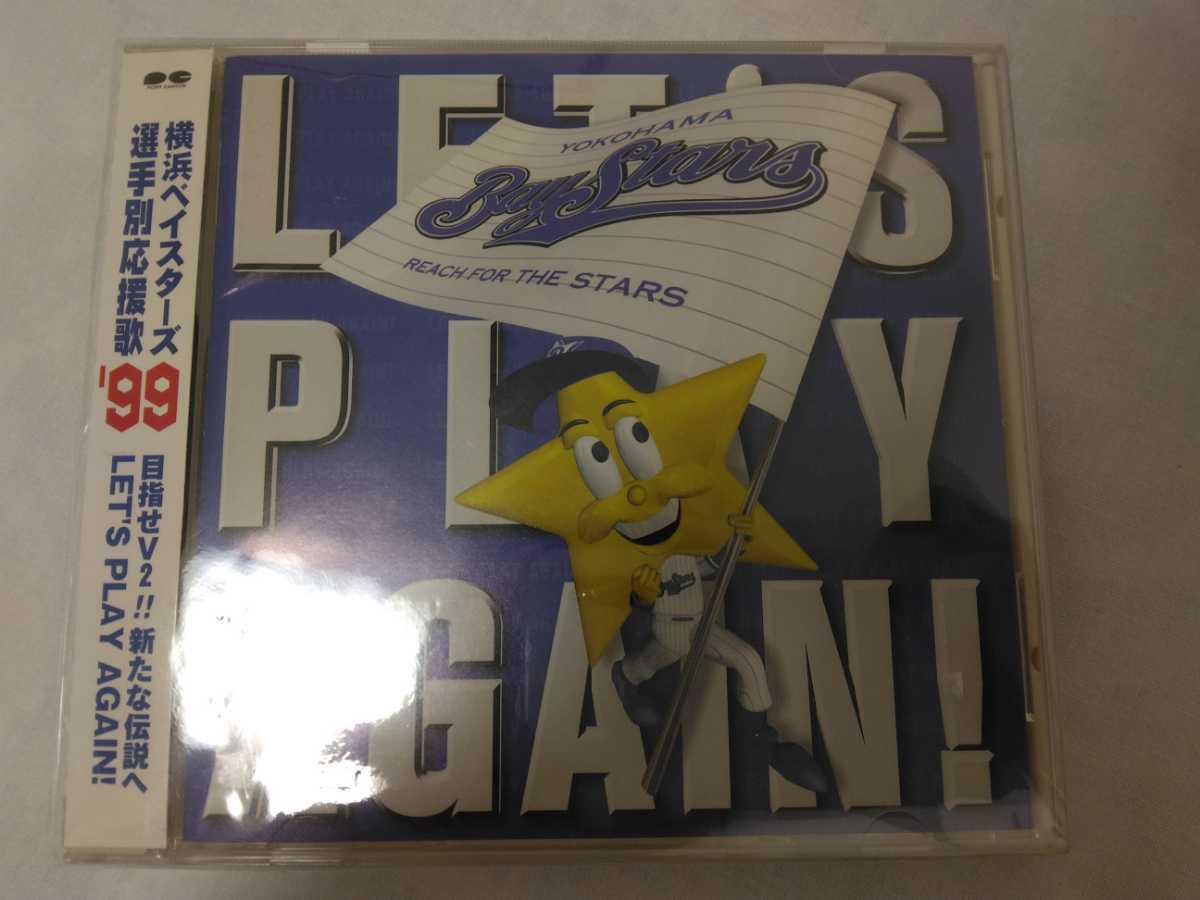 PONY CANYON
横浜ベイスターズ
選手別応援歌
'99
目指せV2!!新たな伝説へ
LET'S PLAY AGAIN!
LET'S
YOKOHAMA
BayStars
REACH FOR THE STARS
PLAY
AGAIN!